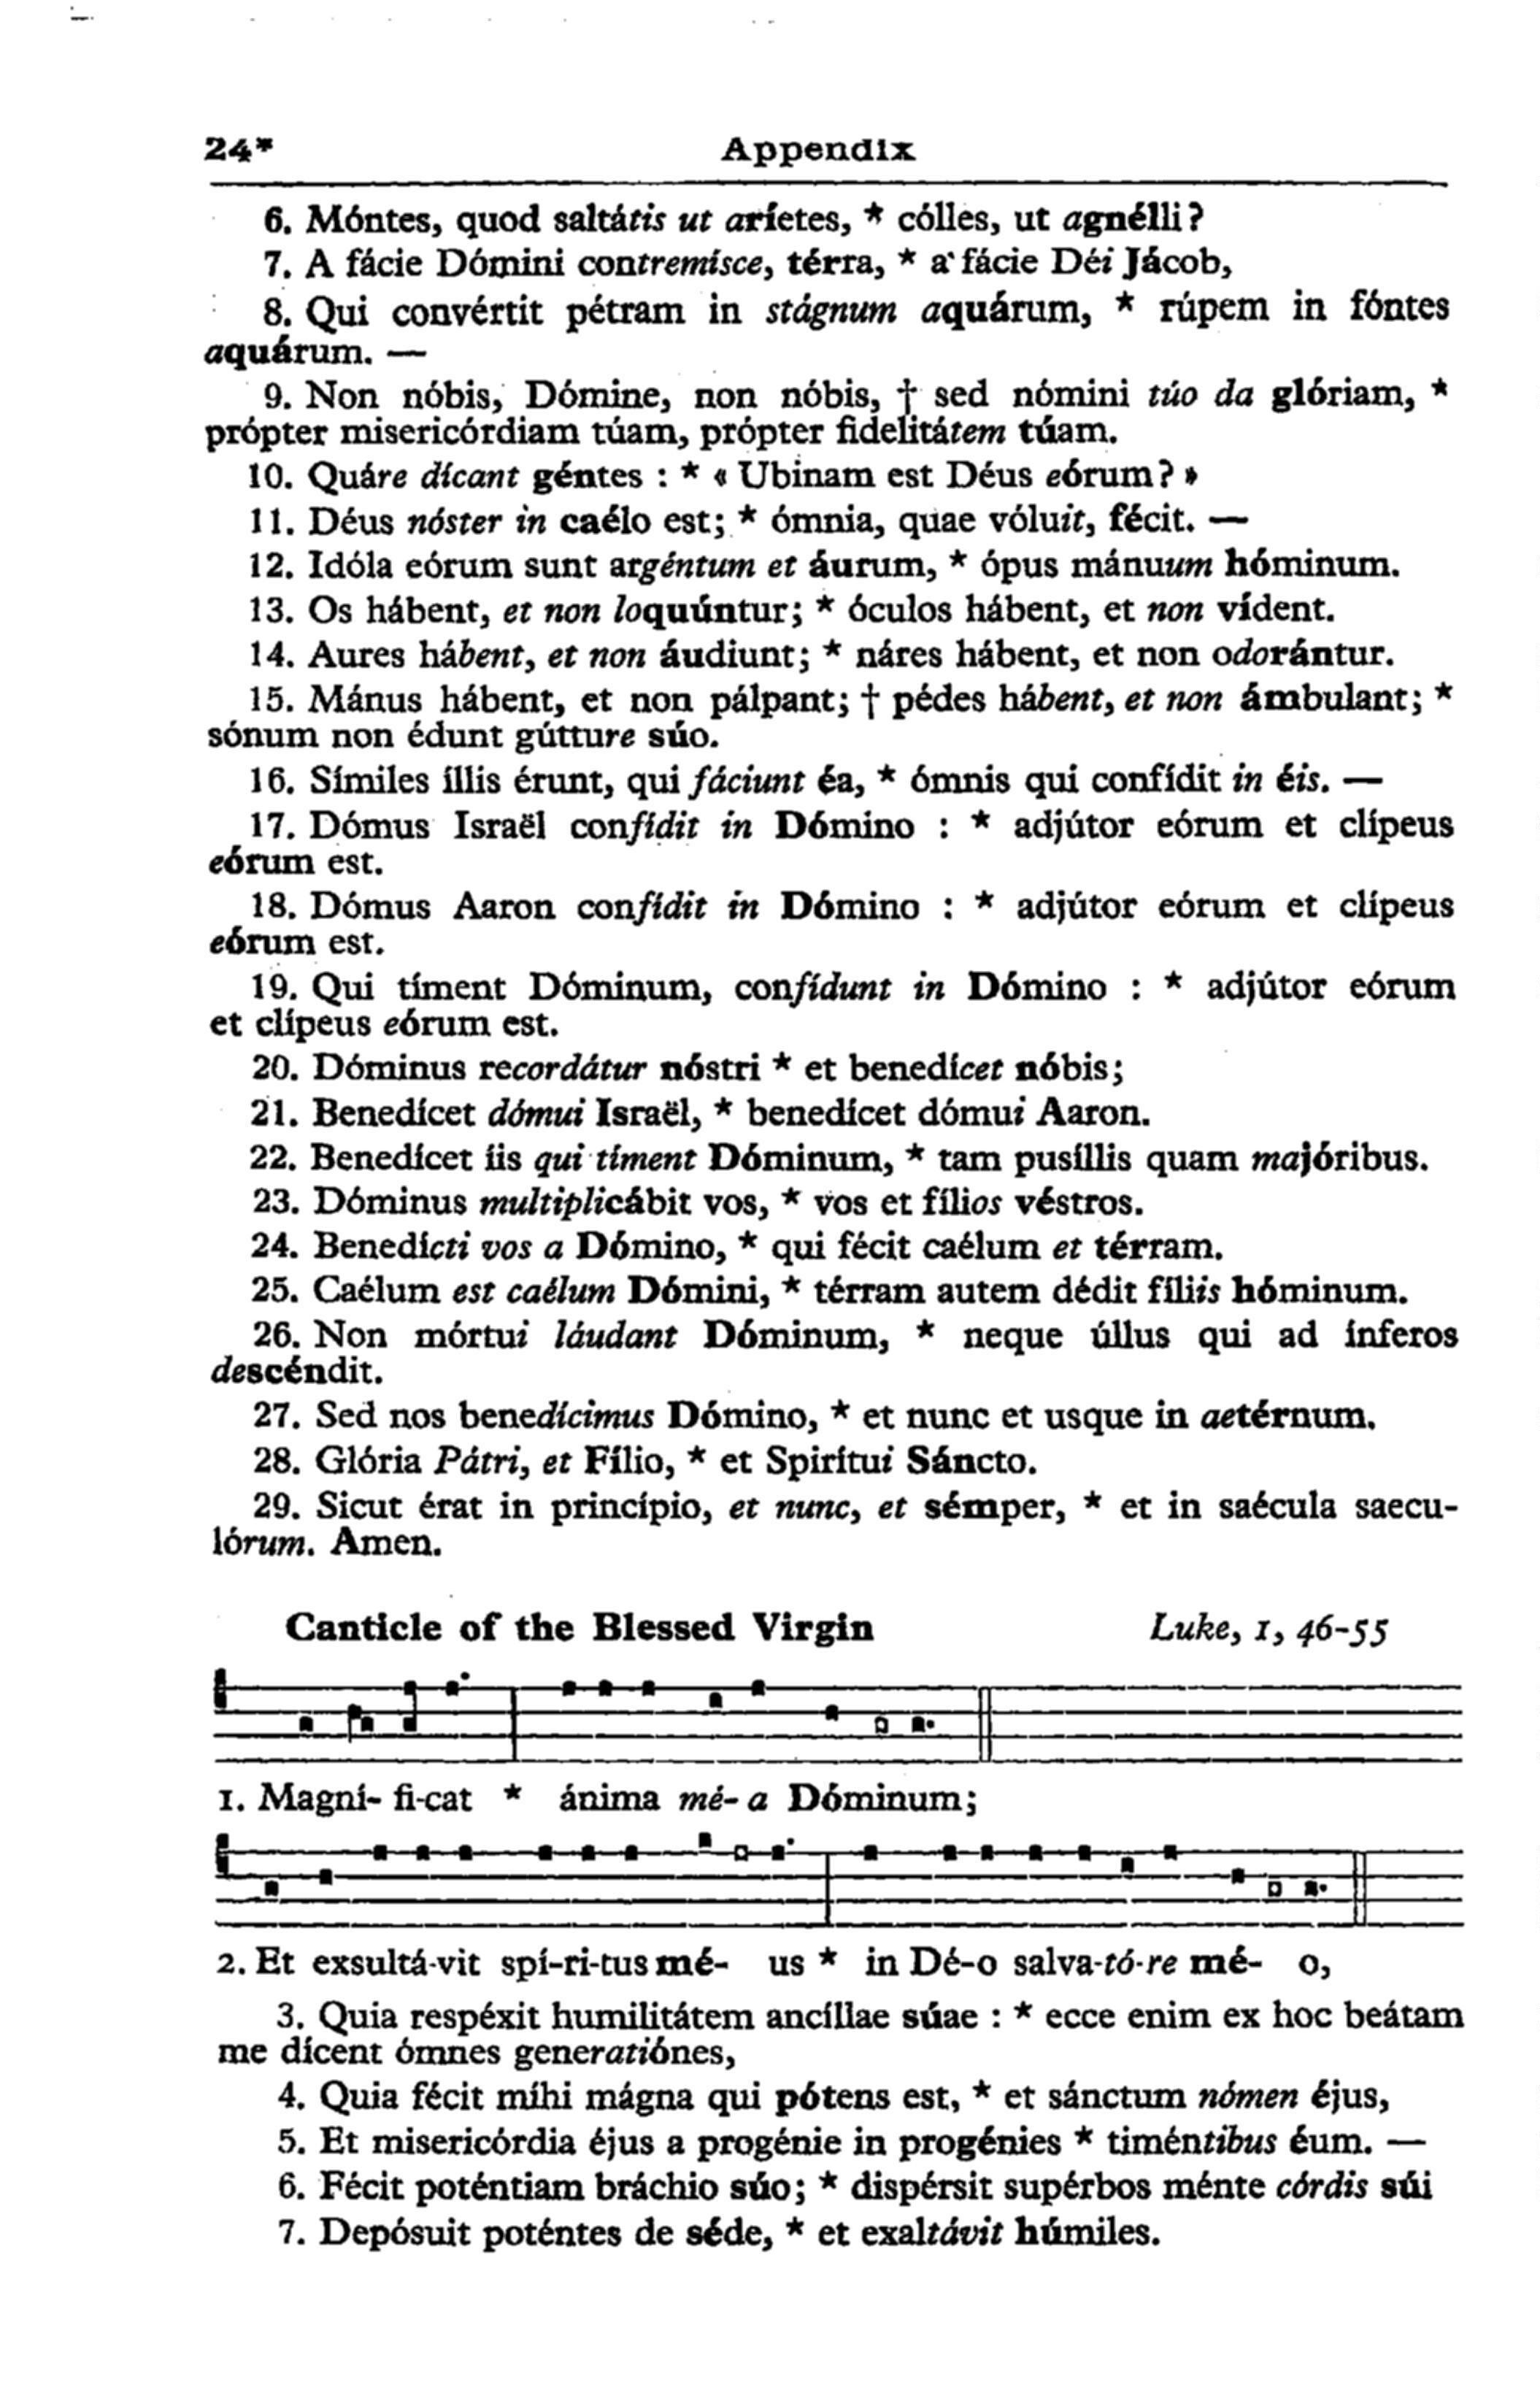 24*
Appendix
6. Móntes, quod saltátis ut aríetes, * cólles, ut agnélli?
7. A fácie Dómini contremísce, térra, * a fácie Déi Jácob,
8. Qui convértit pétram in stágnum aquárum, * rúpem in fóntes
aquárum. —
9. Non nóbis, Dómine, non nóbis, † sed nómini túo da glóriam, *
própter misericórdiam túam, própter fidelitátem túam.
10. Quáre dícant géntes : * « Ubinam est Déus eórum? »
11. Déus nóster in caélo est; * ómnia, quae vóluit, fécit. —
12. Idóla eórum sunt argéntum et áurum, * ópus mánuum hóminum.
13. Os hábent, et non loquúntur; * óculos hábent, et non vídent.
14. Aures hábent, et non áudiunt; * náres hábent, et non odorántur.
15. Mánus hábent, et non pálpant; † pédes hábent, et non ámbulant; *
sónum non édunt gútture súo.
16. Símiles íllis érunt, qui fáciunt éa, * ómnis qui confídit in éis. —
17. Dómus Israël confídit in Dómino : * adjútor eórum et clípeus
eórum est.
18. Dómus Aaron confídit in Dómino : * adjútor eórum et clípeus
eórum est.
19. Qui tíment Dóminum, confídunt in Dómino : * adjútor eórum
et clípeus eórum est.
20. Dóminus recordátur nóstri * et benedícet nóbis;
21. Benedícet dómui Israël, * benedícet dómui Aaron.
22. Benedícet íis qui tíment Dóminum, * tam pusíllis quam majóribus.
23. Dóminus multiplicábit vos, * vos et fílios véstros.
24. Benedícti vos a Dómino, * qui fécit caélum et térram.
25. Caélum est caélum Dómini, * térram autem dédit fíliis hóminum.
26. Non mórtui láudant Dóminum, * neque úllus qui ad ínferos
descéndit.
27. Sed nos benedícimus Dómino, * et nunc et usque in aetérnum.
28. Glória Pátri, et Fílio, * et Spirítui Sáncto.
29. Sicut érat in princípio, et nunc, et sémper, * et in saécula saecu-
lórum. Amen.
Canticle of the Blessed Virgin
Luke, 1, 46-55
1. Magní- fi-cat * ánima mé- a Dóminum;
2. Et exsultá-vit spí-ri-tus mé- us * in Dé-o salva-tó-re mé- o,
3. Quia respéxit humilitátem ancíllae súae : * ecce enim ex hoc beátam
me dícent ómnes generatiónes,
4. Quia fécit míhi mágna qui pótens est, * et sánctum nómen éjus,
5. Et misericórdia éjus a progénie in progénies * timéntibus éum. —
6. Fécit poténtiam bráchio súo; * dispérsit supérbos ménte córdis súi
7. Depósuit poténtes de séde, * et exaltávit húmiles.